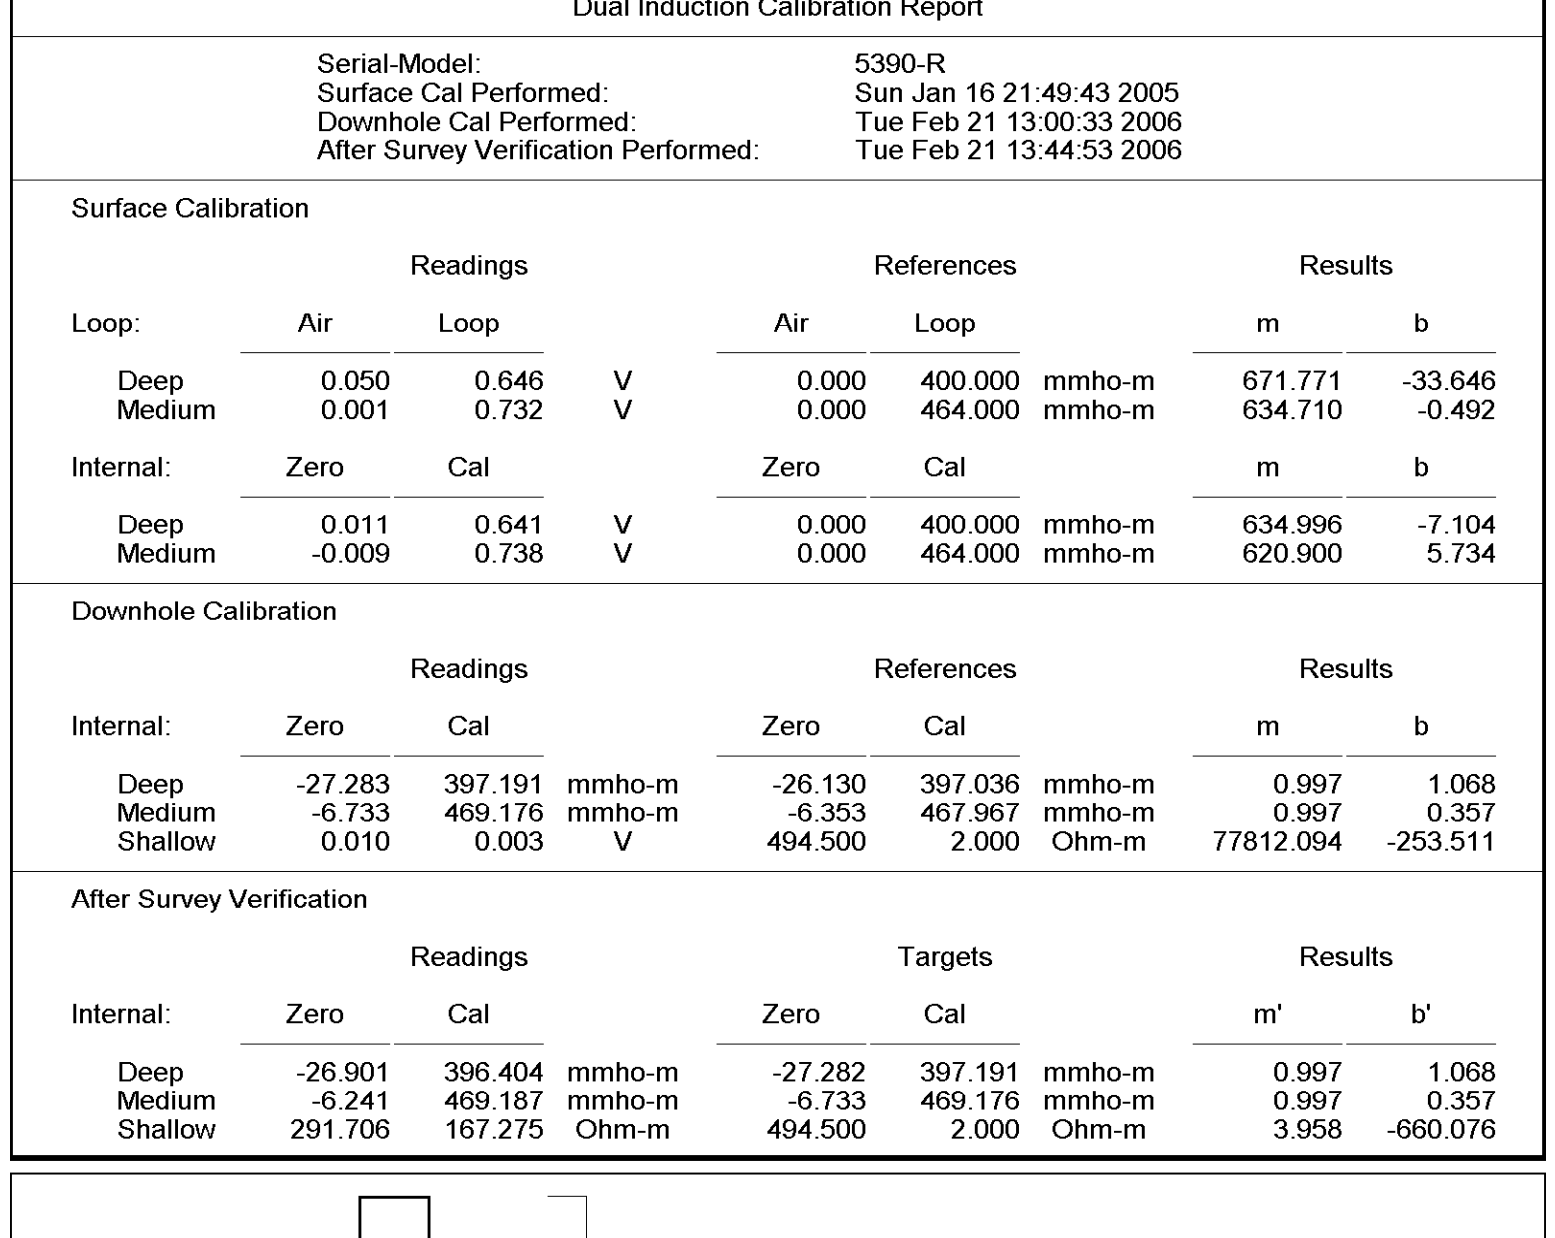 Dual Induction Calibration Report
Serial-Model: 5390-R
Surface Cal Performed: Sun Jan 16 21:49:43 2005
Downhole Cal Performed: Tue Feb 21 13:00:33 2006
After Survey Verification Performed: Tue Feb 21 13:44:53 2006
Surface Calibration
Readings References Results
Loop: Air Loop Air Loop m b
Deep 0.050 0.646 V 0.000 400.000 mmho-m 671.771 -33.646
Medium 0.001 0.732 V 0.000 464.000 mmho-m 634.710 -0.492
Internal: Zero Cal Zero Cal m b
Deep 0.011 0.641 V 0.000 400.000 mmho-m 634.996 -7.104
Medium -0.009 0.738 V 0.000 464.000 mmho-m 620.900 5.734
Downhole Calibration
Readings References Results
Internal: Zero Cal Zero Cal m b
Deep -27.283 397.191 mmho-m -26.130 397.036 mmho-m 0.997 1.068
Medium -6.733 469.176 mmho-m -6.353 467.967 mmho-m 0.997 0.357
Shallow 0.010 0.003 V 494.500 2.000 Ohm-m 77812.094 -253.511
After Survey Verification
Readings Targets Results
Internal: Zero Cal Zero Cal m' b'
Deep -26.901 396.404 mmho-m -27.282 397.191 mmho-m 0.997 1.068
Medium -6.241 469.187 mmho-m -6.733 469.176 mmho-m 0.997 0.357
Shallow 291.706 167.275 Ohm-m 494.500 2.000 Ohm-m 3.958 -660.076